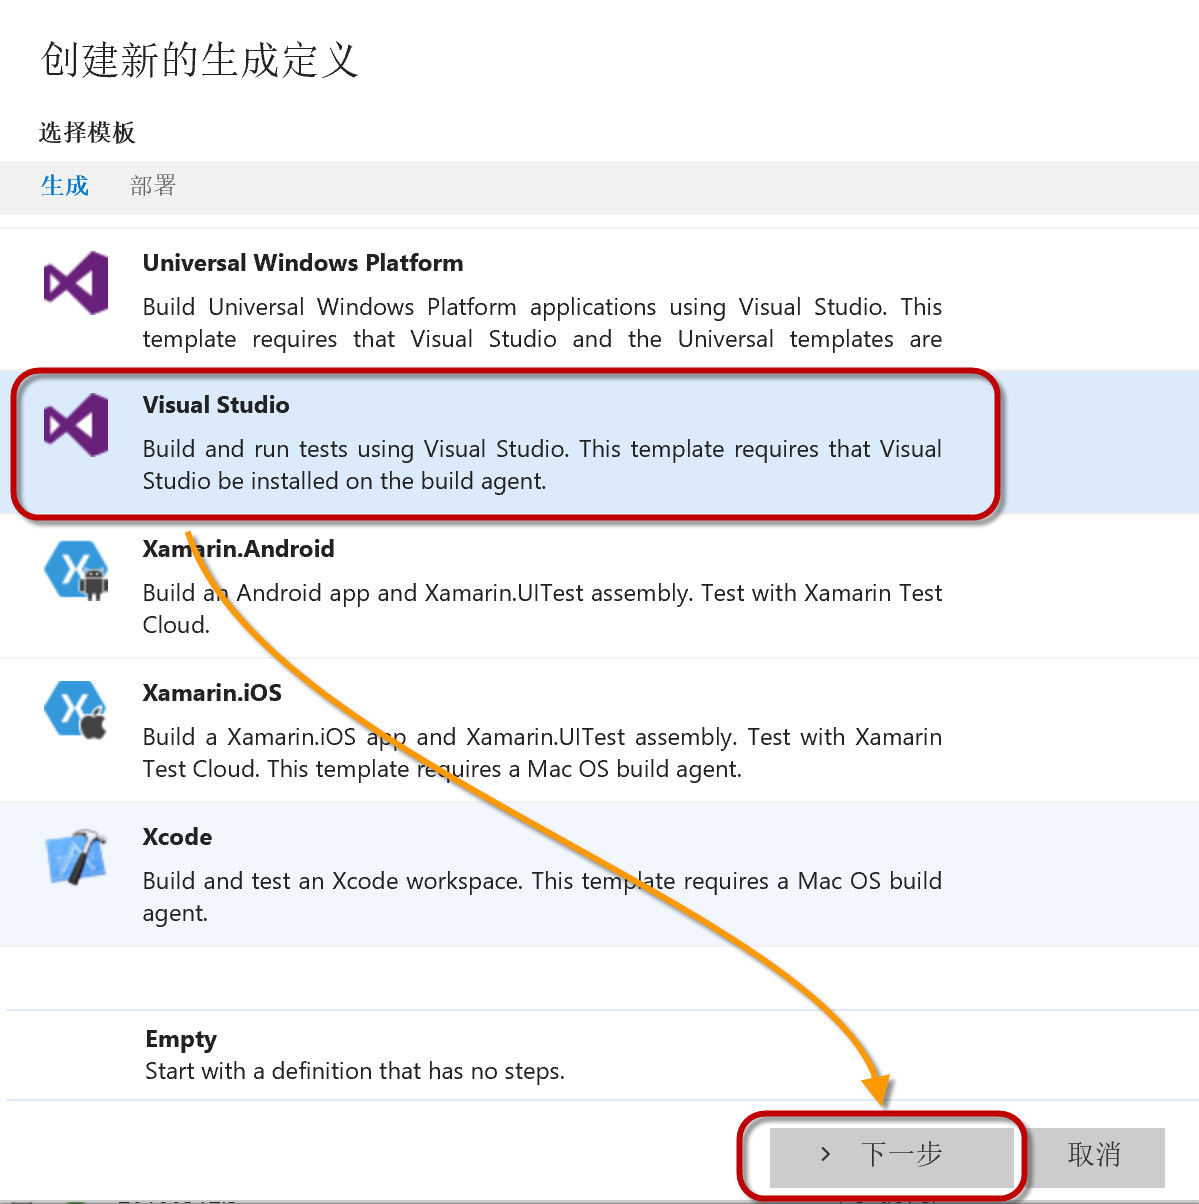 创建新的生成定义
选择模板
生成 部署
Universal Windows Platform
Build Universal Windows Platform applications using Visual Studio. This
template requires that Visual Studio and the Universal templates are
Visual Studio
Build and run tests using Visual Studio. This template requires that Visual
Studio be installed on the build agent.
Xamarin.Android
Build an Android app and Xamarin.UITest assembly. Test with Xamarin Test
Cloud.
Xamarin.iOS
Build a Xamarin.iOS app and Xamarin.UITest assembly. Test with Xamarin
Test Cloud. This template requires a Mac OS build agent.
Xcode
Build and test an Xcode workspace. This template requires a Mac OS build
agent.
Empty
Start with a definition that has no steps.
下一步 取消